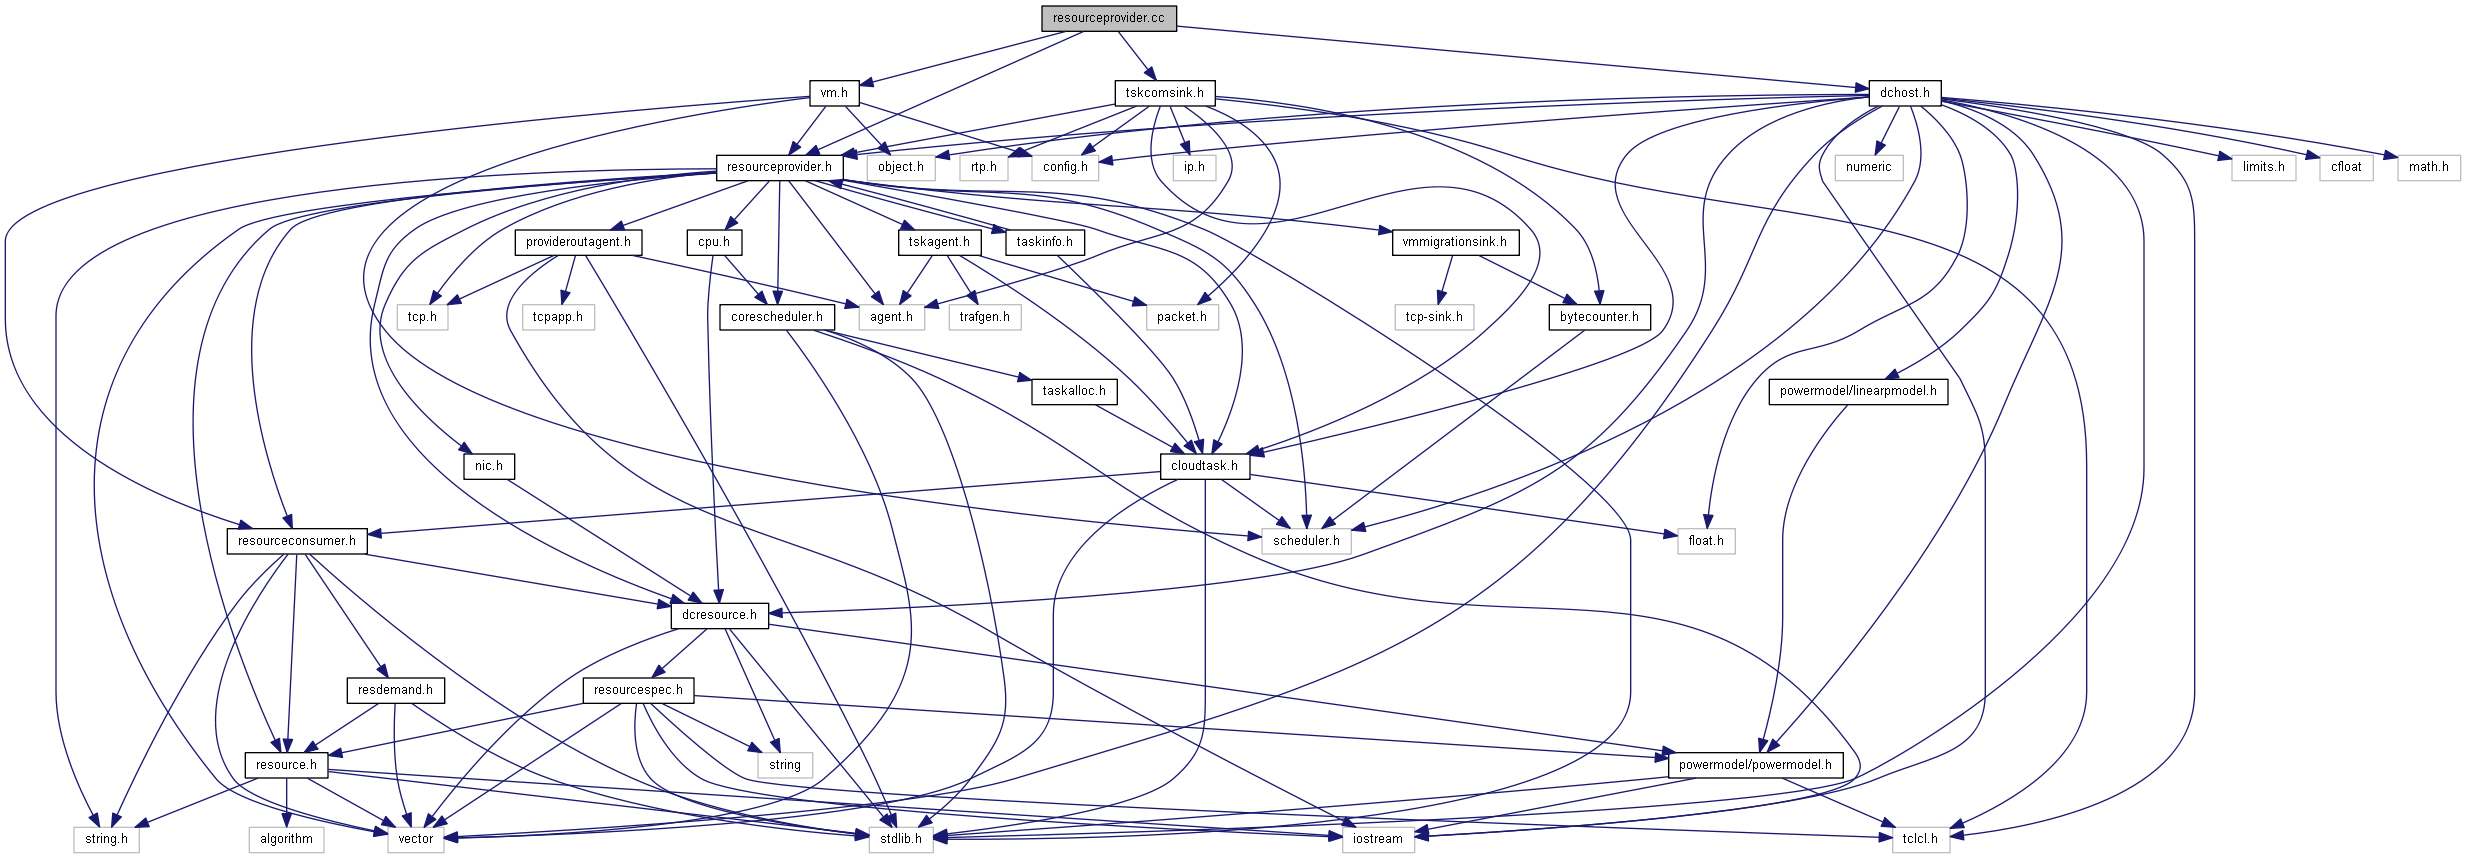 resourceprovider.cc
vm.h
tskcomsink.h
dchost.h
resourceprovider.h
object.h
rtp.h
config.h
ip.h
numeric
limits.h
cfloat
math.h
provideroutagent.h
cpu.h
tskagent.h
taskinfo.h
vmmigrationsink.h
tcp.h
tcpapp.h
corescheduler.h
agent.h
trafgen.h
packet.h
tcp-sink.h
bytecounter.h
taskalloc.h
powermodel/linearpmodel.h
nic.h
cloudtask.h
resourceconsumer.h
scheduler.h
float.h
dcresource.h
resdemand.h
resourcespec.h
resource.h
string
powermodel/powermodel.h
string.h
algorithm
vector
stdlib.h
iostream
tclcl.h